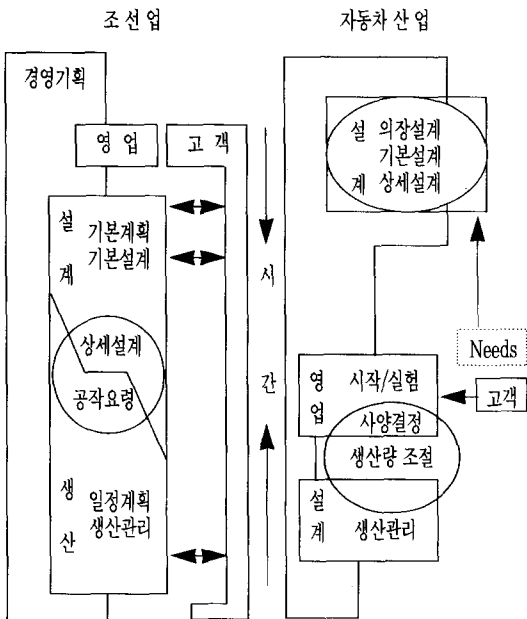 조 선 업
경영기획
영 업
고 객
설
계
기본계획
기본설계
상세설계
공작요령
생
산
일정계획
생산관리
시
간
자동차 산업
설
계
의장설계
기본설계
상세설계
Needs
고객
영
업
시작/실험
사양결정
생산량 조절
설
계
생산관리